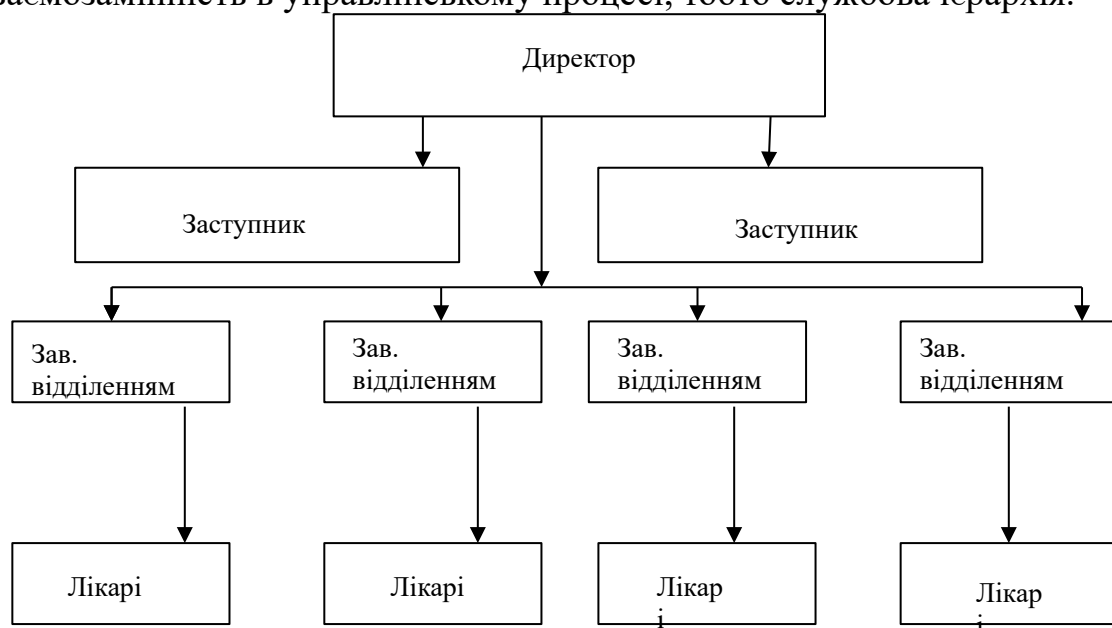 управлінському процесі, тобто службова ієрархія.
Директор
Заступник
Заступник
Зав.
відділенням
Зав.
відділенням
Зав.
відділенням
Зав.
відділенням
Лікарі
Лікарі
Лікар
і
Лікар
і